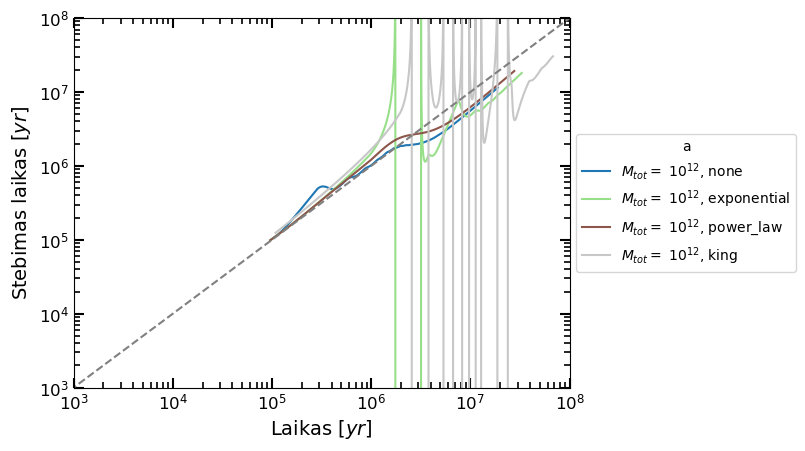 10^8
10^7
10^6
10^5
10^4
10^3
Stebimas laikas [yr]
10^3 10^4 10^5 10^6 10^7 10^8
Laikas [yr]
a
M_tot = 10^12, none
M_tot = 10^12, exponential
M_tot = 10^12, power_law
M_tot = 10^12, king